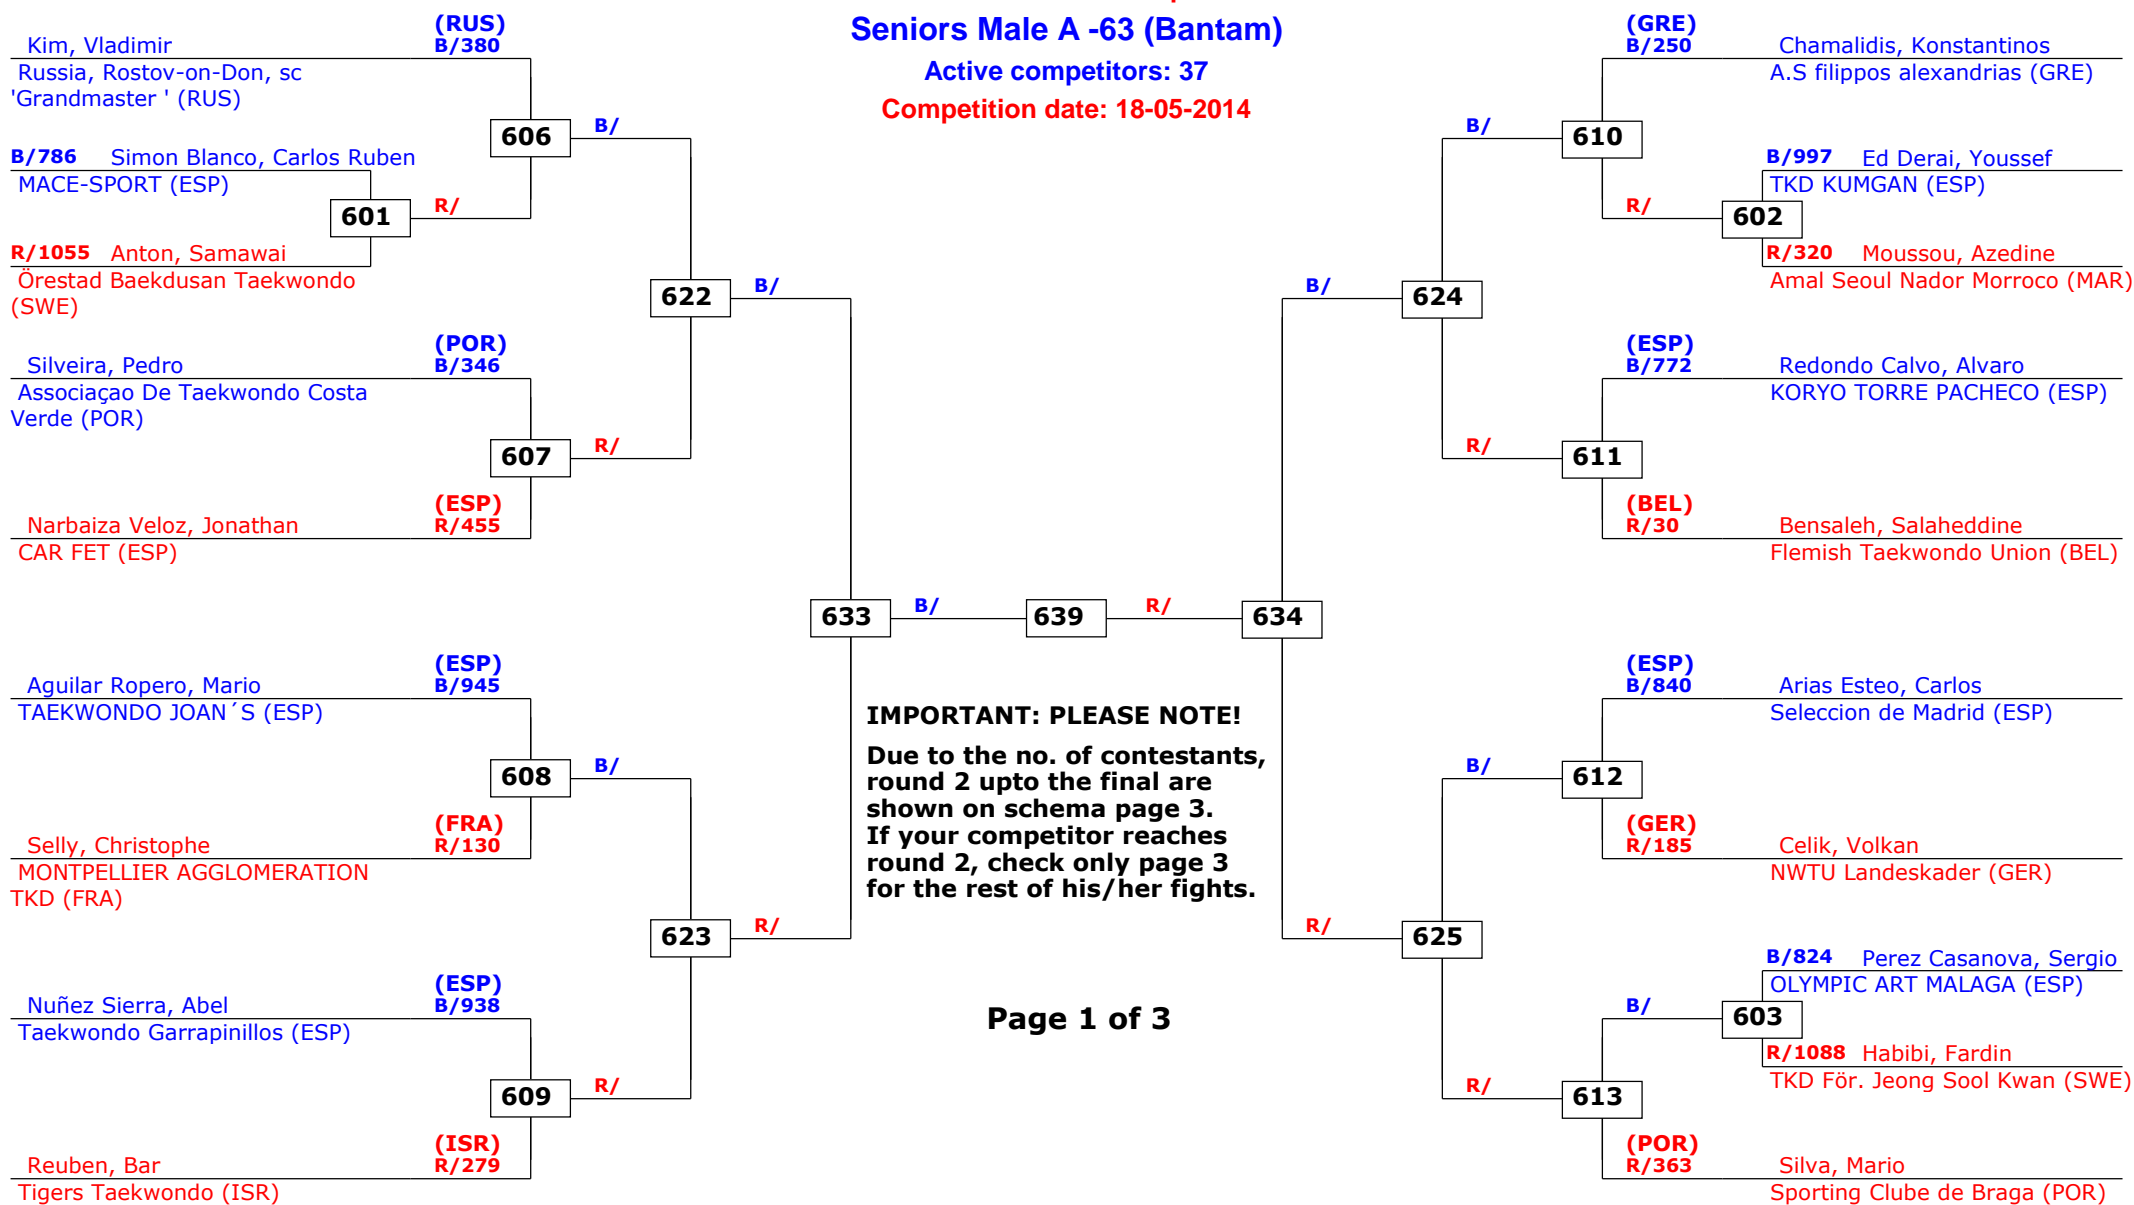 Seniors Male A -63 (Bantam)
Active competitors: 37
Competition date: 18-05-2014
(RUS)
Kim, Vladimir B/380
Russia, Rostov-on-Don, sc
'Grandmaster ' (RUS)
606
B/
B/786 Simon Blanco, Carlos Ruben
MACE-SPORT (ESP)
601
R/
R/1055 Anton, Samawai
Örestad Baekdusan Taekwondo
(SWE)
622
B/
(POR)
Silveira, Pedro B/346
Associaçao De Taekwondo Costa
Verde (POR)
607
R/
(ESP)
Narbaiza Veloz, Jonathan R/455
CAR FET (ESP)
633
B/
639
R/
634
(ESP)
Aguilar Ropero, Mario B/945
TAEKWONDO JOAN´S (ESP)
608
B/
(FRA)
Selly, Christophe R/130
MONTPELLIER AGGLOMERATION
TKD (FRA)
623
R/
(ESP)
Nuñez Sierra, Abel B/938
Taekwondo Garrapinillos (ESP)
609
R/
(ISR)
Reuben, Bar R/279
Tigers Taekwondo (ISR)
IMPORTANT: PLEASE NOTE!
Due to the no. of contestants,
round 2 upto the final are
shown on schema page 3.
If your competitor reaches
round 2, check only page 3
for the rest of his/her fights.
Page 1 of 3
(GRE)
B/250 Chamalidis, Konstantinos
A.S filippos alexandrias (GRE)
B/
610
B/997 Ed Derai, Youssef
TKD KUMGAN (ESP)
R/
602
R/320 Moussou, Azedine
Amal Seoul Nador Morroco (MAR)
B/
624
(ESP)
B/772 Redondo Calvo, Alvaro
KORYO TORRE PACHECO (ESP)
R/
611
(BEL)
R/30 Bensaleh, Salaheddine
Flemish Taekwondo Union (BEL)
(ESP)
B/840 Arias Esteo, Carlos
Seleccion de Madrid (ESP)
B/
612
(GER)
R/185 Celik, Volkan
NWTU Landeskader (GER)
R/
625
B/824 Perez Casanova, Sergio
OLYMPIC ART MALAGA (ESP)
B/
603
R/1088 Habibi, Fardin
TKD För. Jeong Sool Kwan (SWE)
R/
613
(POR)
R/363 Silva, Mario
Sporting Clube de Braga (POR)